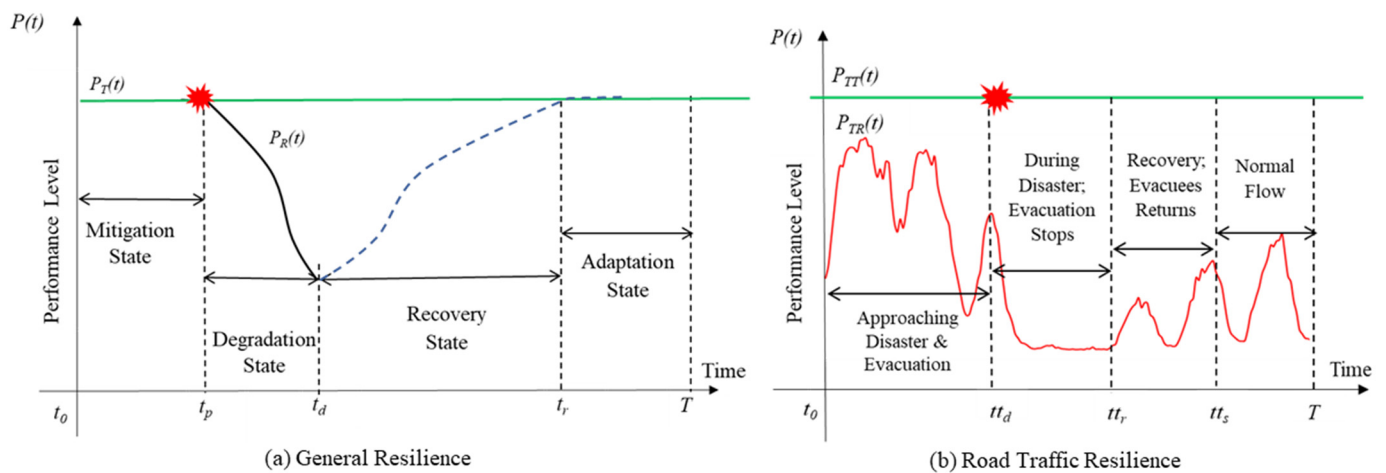 P(t)
P_T(t)
P_R(t)
Performance Level
Mitigation
State
Degradation
State
Recovery
State
Adaptation
State
Time
t_0
t_p
t_d
t_r
T
(a) General Resilience
P(t)
P_TT(t)
P_TR(t)
Performance Level
Approaching
Disaster &
Evacuation
During
Disaster;
Evacuation
Stops
Recovery;
Evacuees
Returns
Normal
Flow
Time
t_0
tt_d
tt_r
tt_s
T
(b) Road Traffic Resilience